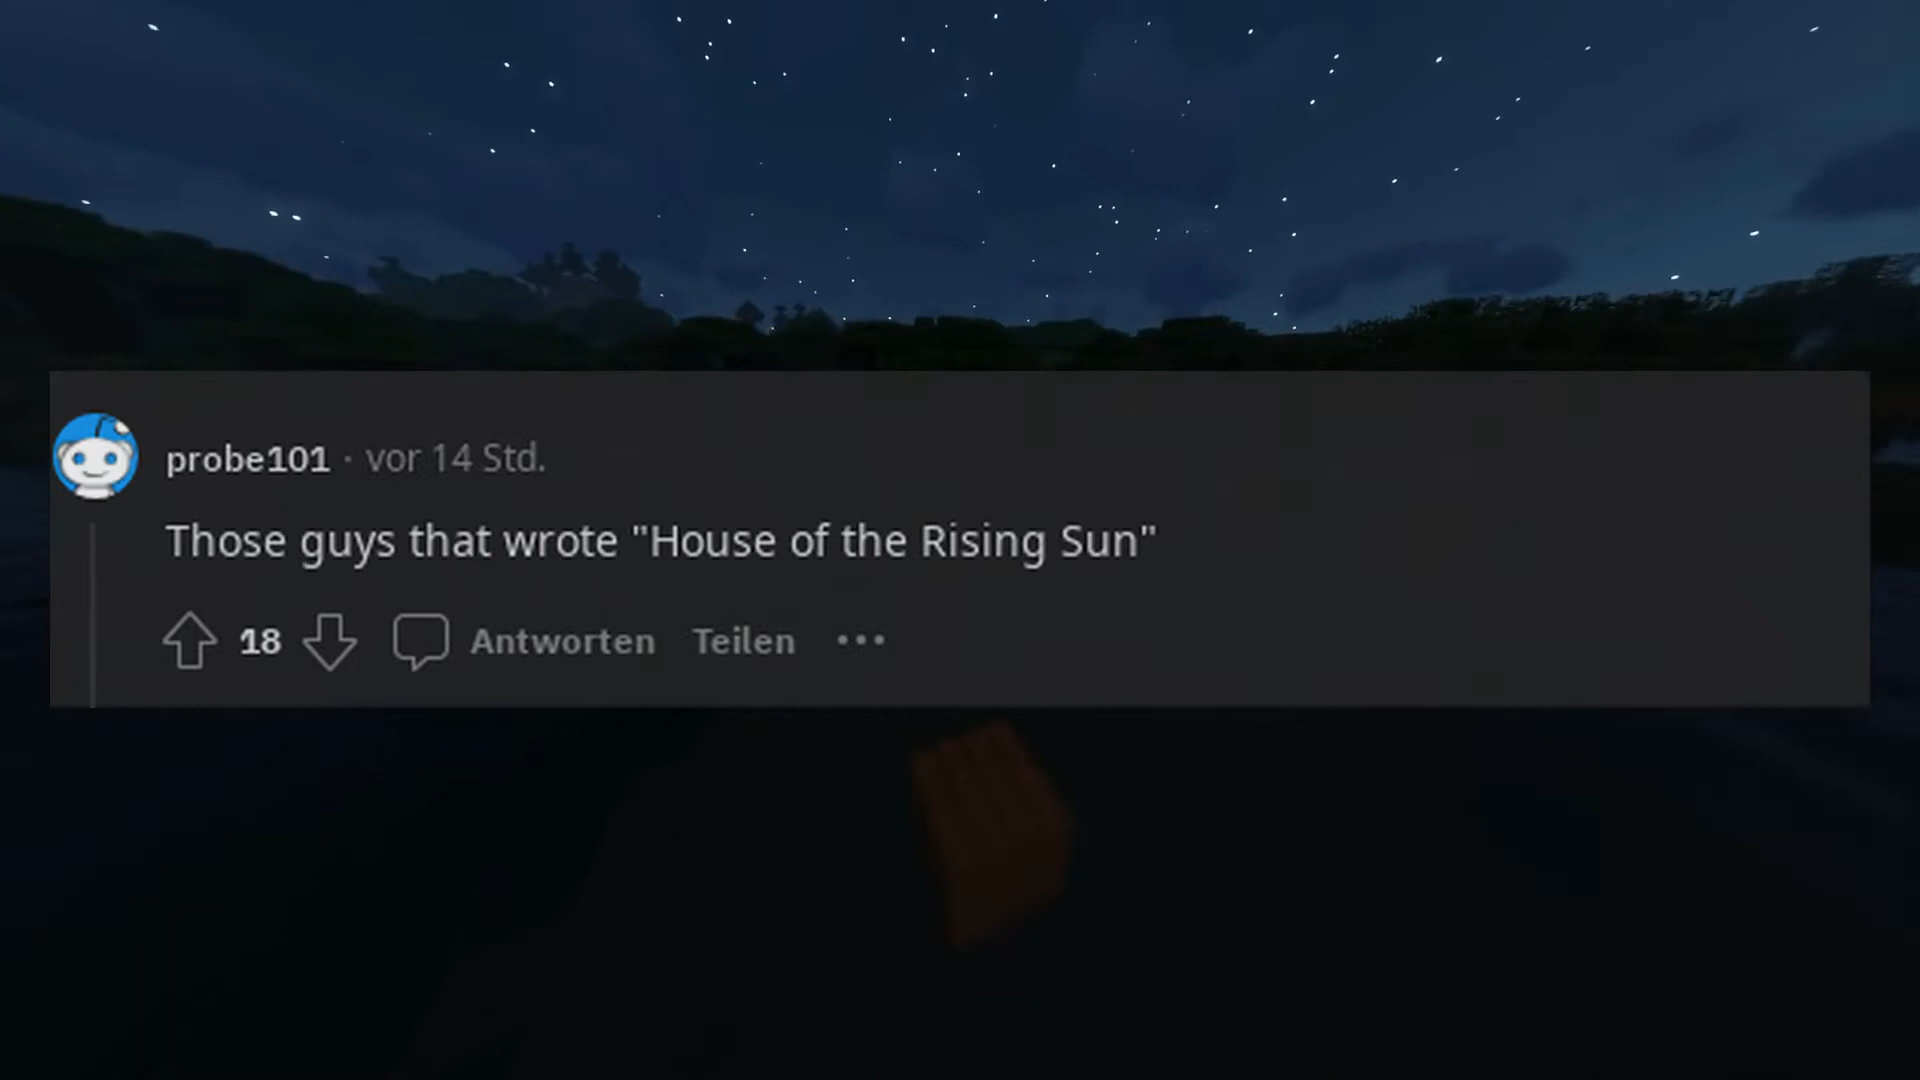 probe101 · vor 14 Std.
Those guys that wrote "House of the Rising Sun"
18 Antworten Teilen •••